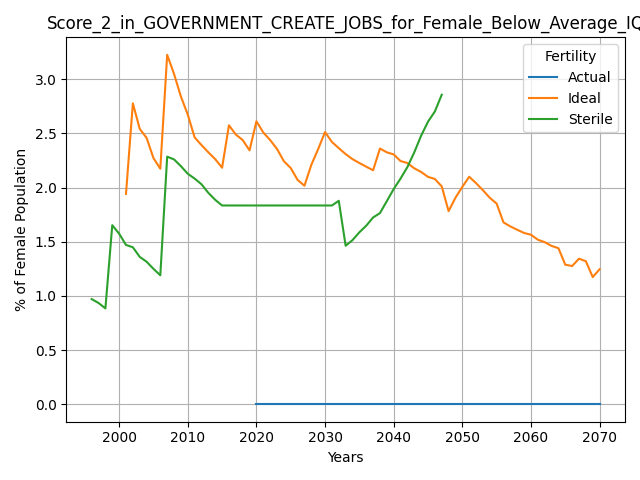 Score_2_in_GOVERNMENT_CREATE_JOBS_for_Female_Below_Average_IQ
Fertility
Actual
Ideal
Sterile
% of Female Population
3.0
2.5
2.0
1.5
1.0
0.5
0.0
2000 2010 2020 2030 2040 2050 2060 2070
Years